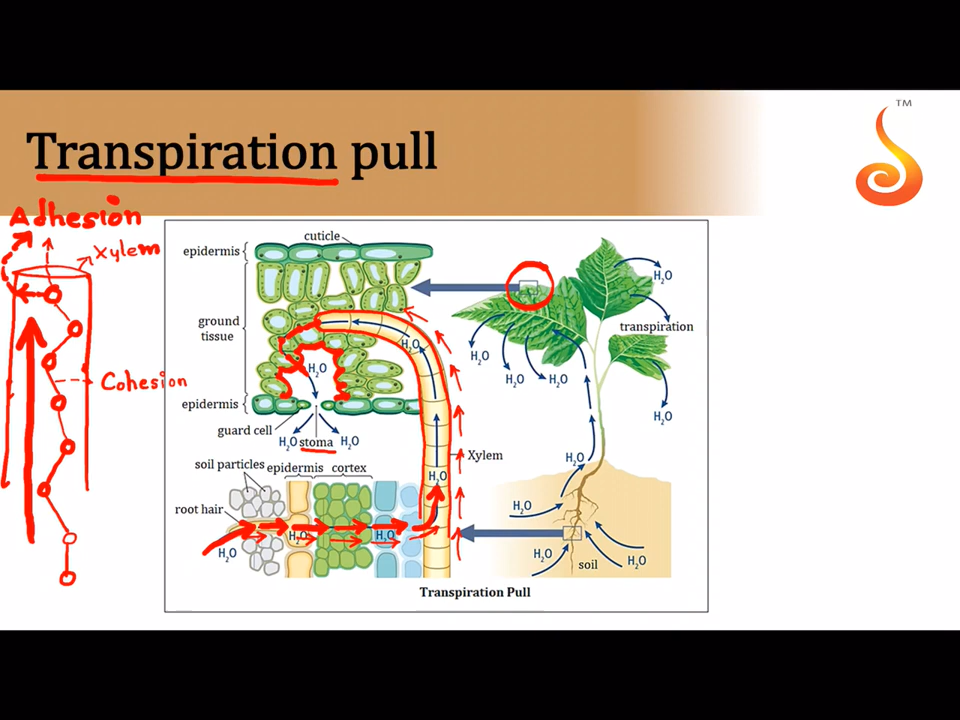 TM
Transpiration pull
Adhesion
Xylem
Cohesion
cuticle
epidermis
ground
tissue
H₂O
H₂O
epidermis
guard cell
H₂O stoma H₂O
Xylem
soil particles epidermis cortex
H₂O
root hair
H₂O H₂O
H₂O
H₂O
transpiration
H₂O
H₂O H₂O
H₂O
H₂O
H₂O
H₂O soil H₂O
Transpiration Pull